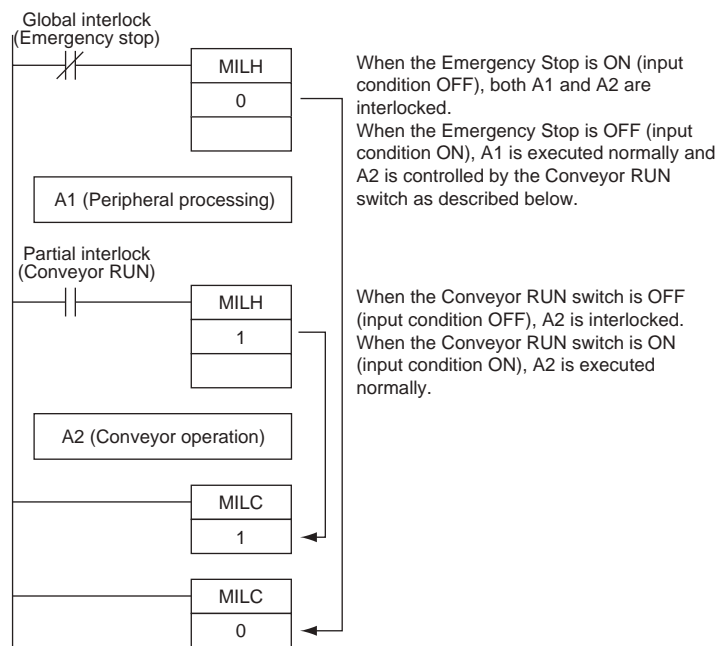 Global interlock
(Emergency stop)
MILH
0
When the Emergency Stop is ON (input
condition OFF), both A1 and A2 are
interlocked.
When the Emergency Stop is OFF (input
condition ON), A1 is executed normally and
A2 is controlled by the Conveyor RUN
switch as described below.
A1 (Peripheral processing)
Partial interlock
(Conveyor RUN)
MILH
1
When the Conveyor RUN switch is OFF
(input condition OFF), A2 is interlocked.
When the Conveyor RUN switch is ON
(input condition ON), A2 is executed
normally.
A2 (Conveyor operation)
MILC
1
MILC
0